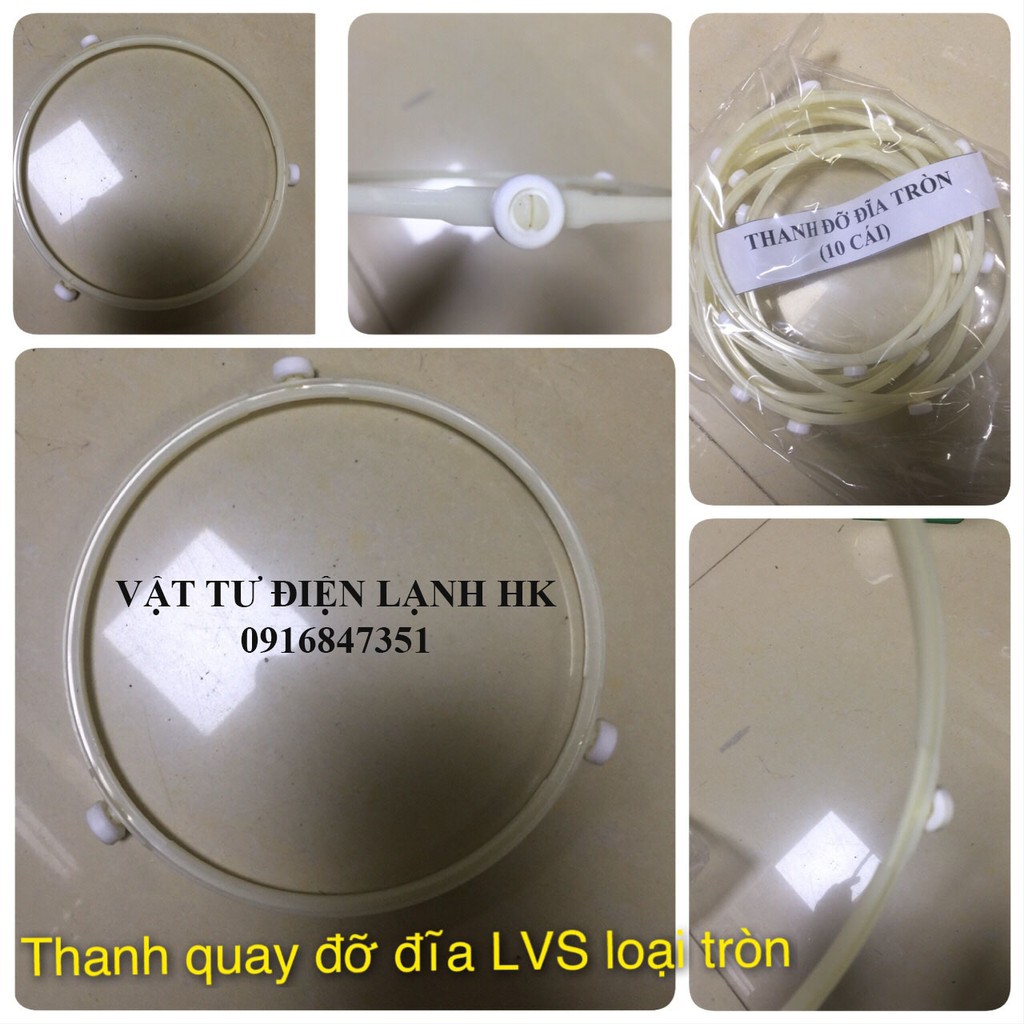 THANH ĐỠ ĐĨA TRÒN
(10 CÁI)
VẬT TƯ ĐIỆN LẠNH HK
0916847351
Thanh quay đỡ đĩa LVS loại tròn